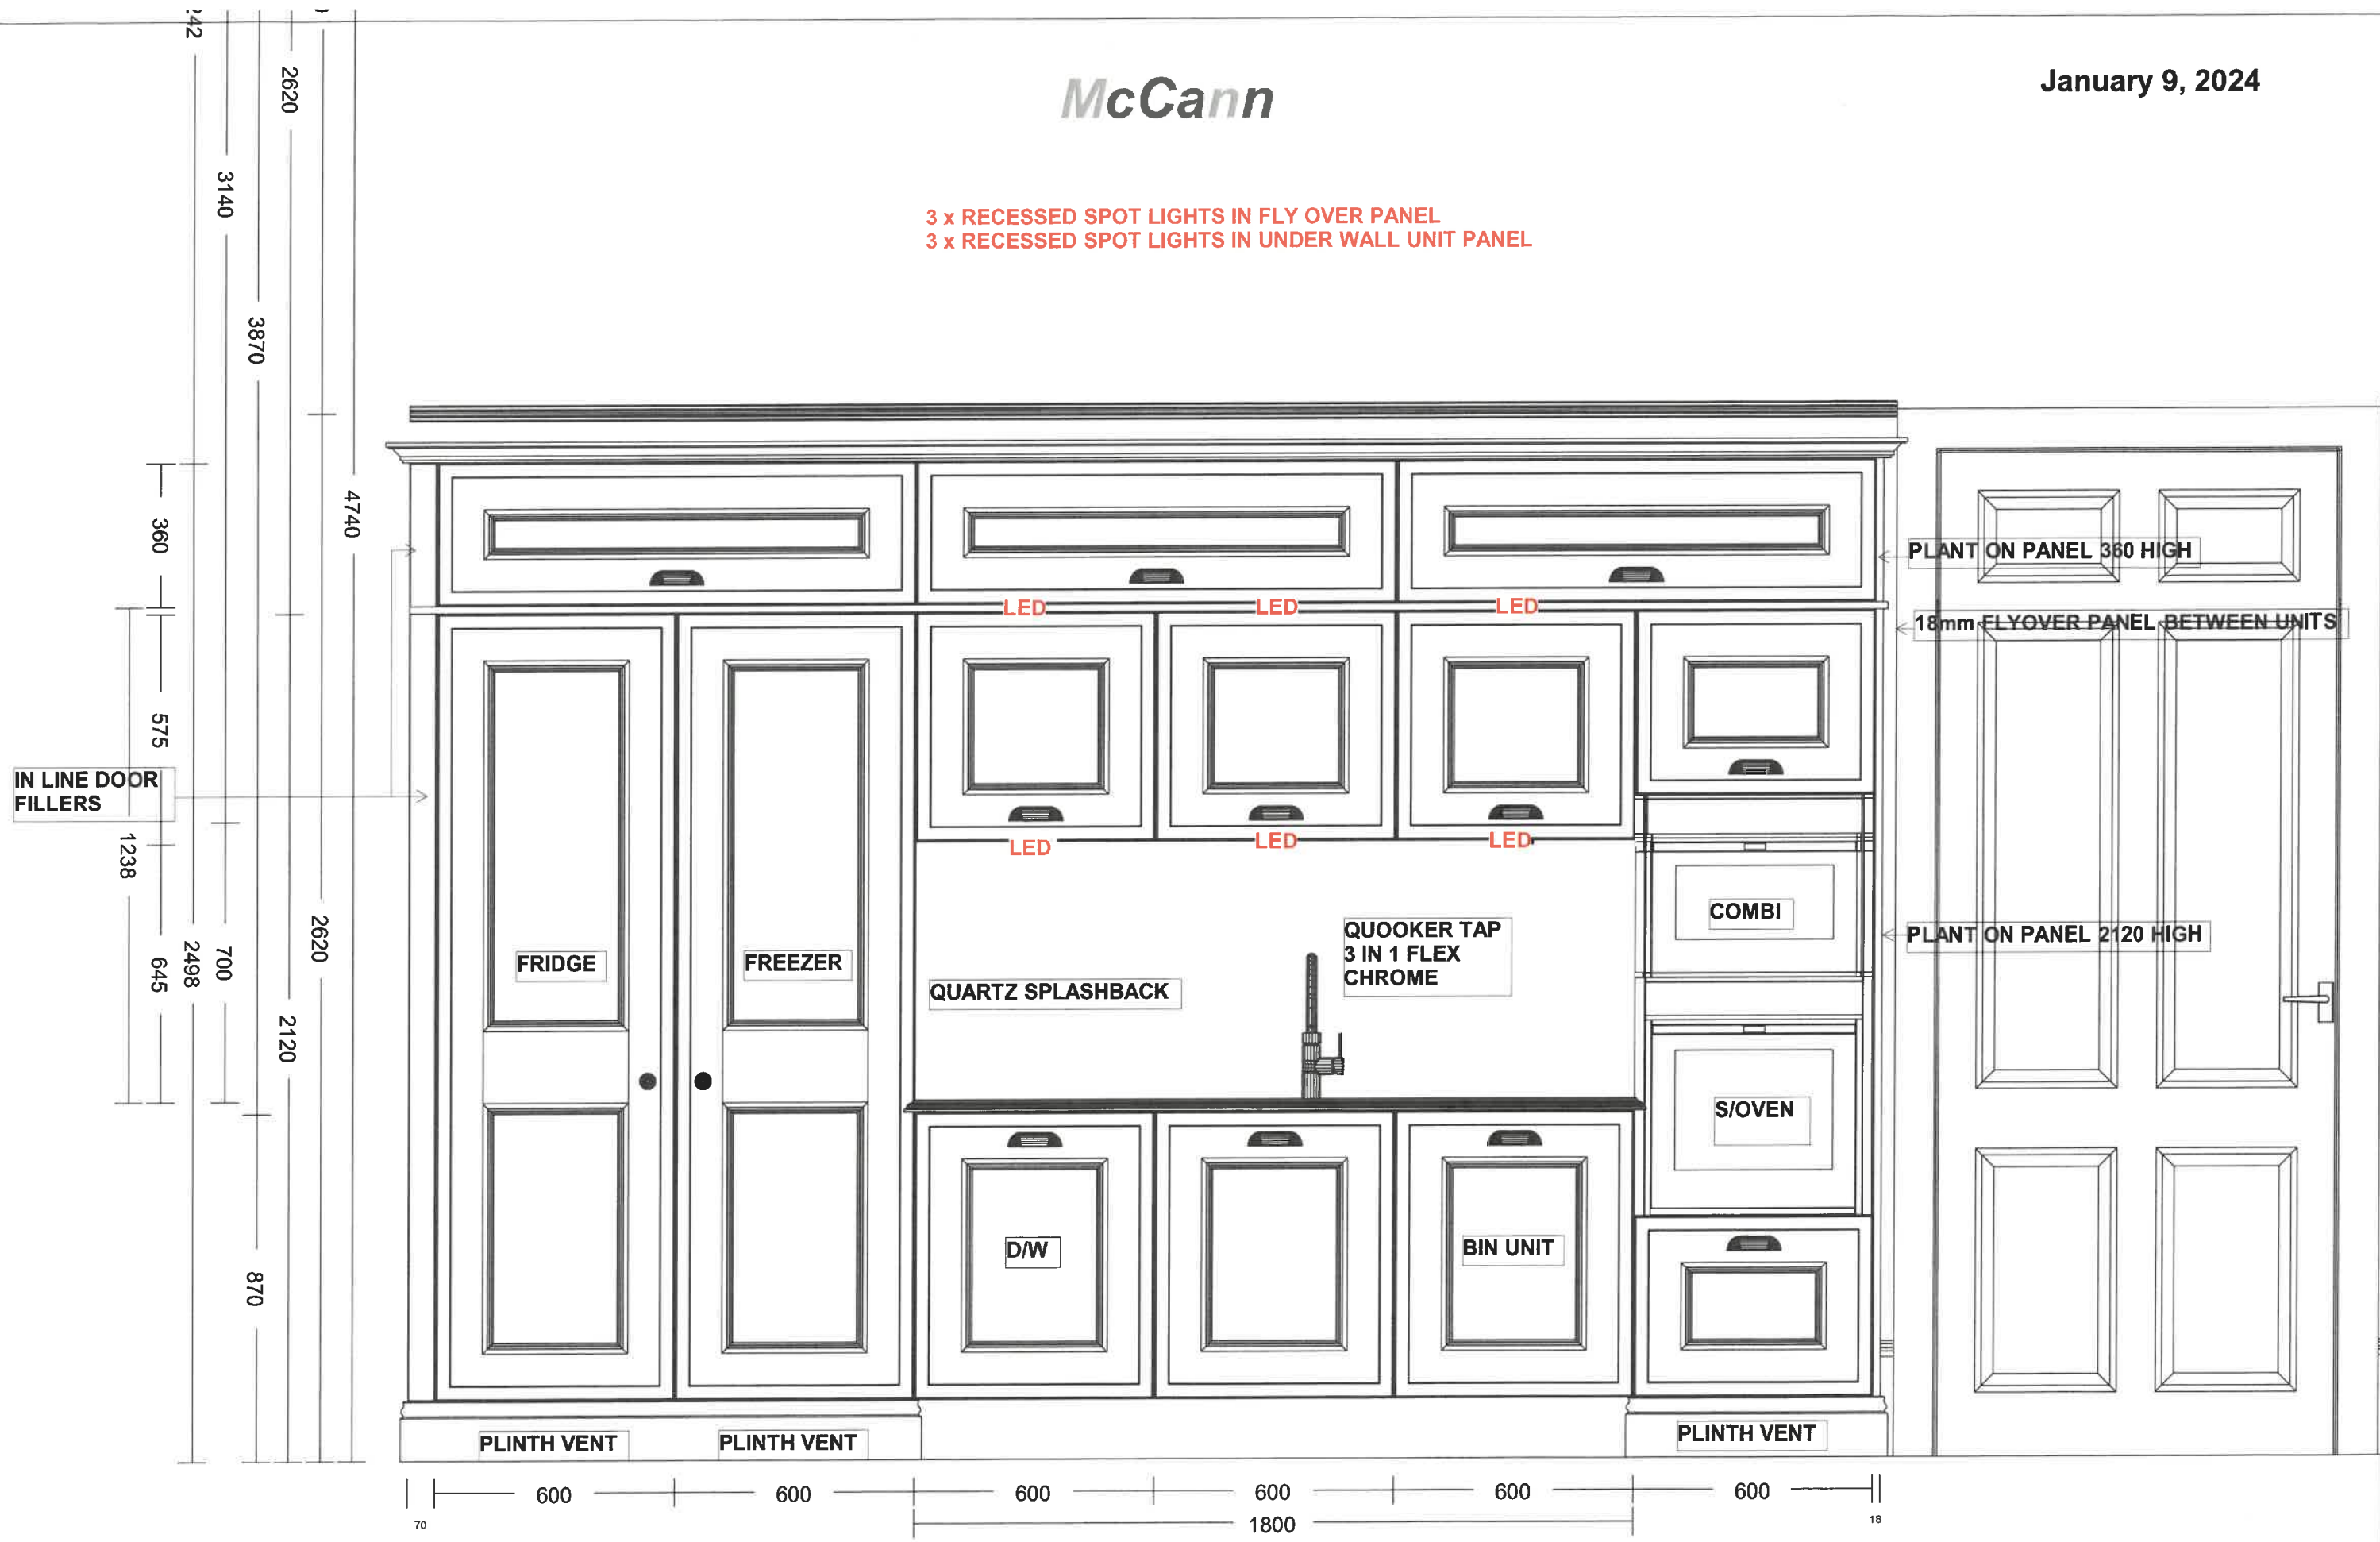 McCann
January 9, 2024
3 x RECESSED SPOT LIGHTS IN FLY OVER PANEL
3 x RECESSED SPOT LIGHTS IN UNDER WALL UNIT PANEL
2620
3140
3870
4740
360
575
1238
645
2498
700
2620
2120
870
IN LINE DOOR
FILLERS
PLANT ON PANEL 360 HIGH
LED LED LED
18mm FLYOVER PANEL BETWEEN UNITS
LED LED LED
COMBI
QUOOKER TAP
3 IN 1 FLEX
CHROME
PLANT ON PANEL 2120 HIGH
FRIDGE
FREEZER
QUARTZ SPLASHBACK
S/OVEN
D/W
BIN UNIT
PLINTH VENT
PLINTH VENT
PLINTH VENT
600 600 600 600 600 600
70
1800
18